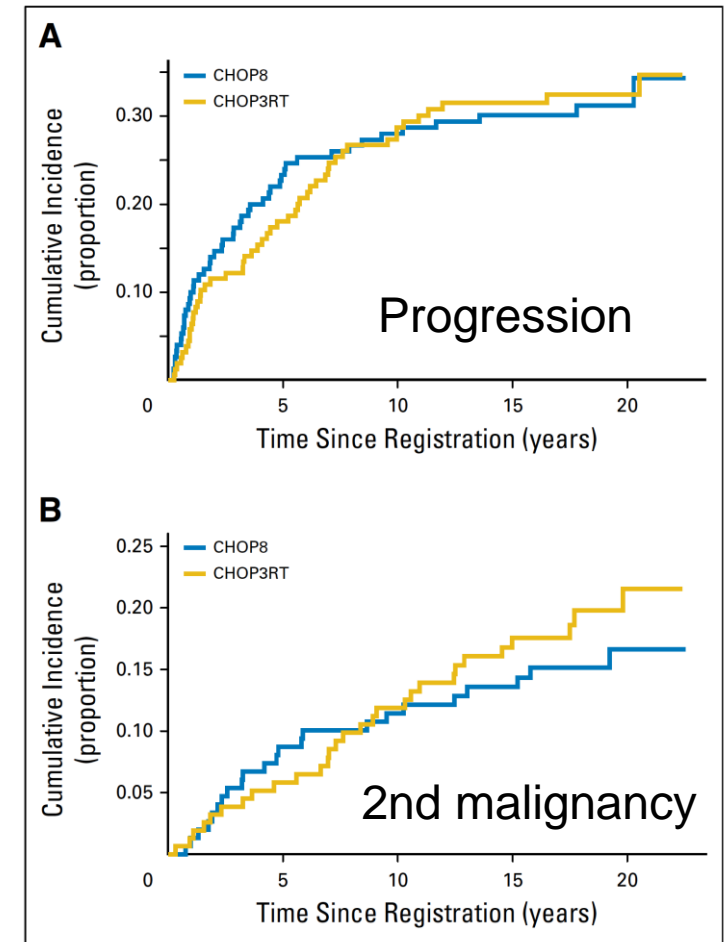 A
CHOP8
CHOP3RT
0.30
0.20
0.10
Cumulative Incidence
(proportion)
Progression
0 5 10 15 20
Time Since Registration (years)
B
0.25
CHOP8
CHOP3RT
0.20
0.15
0.10
0.05
Cumulative Incidence
(proportion)
2nd malignancy
0 5 10 15 20
Time Since Registration (years)